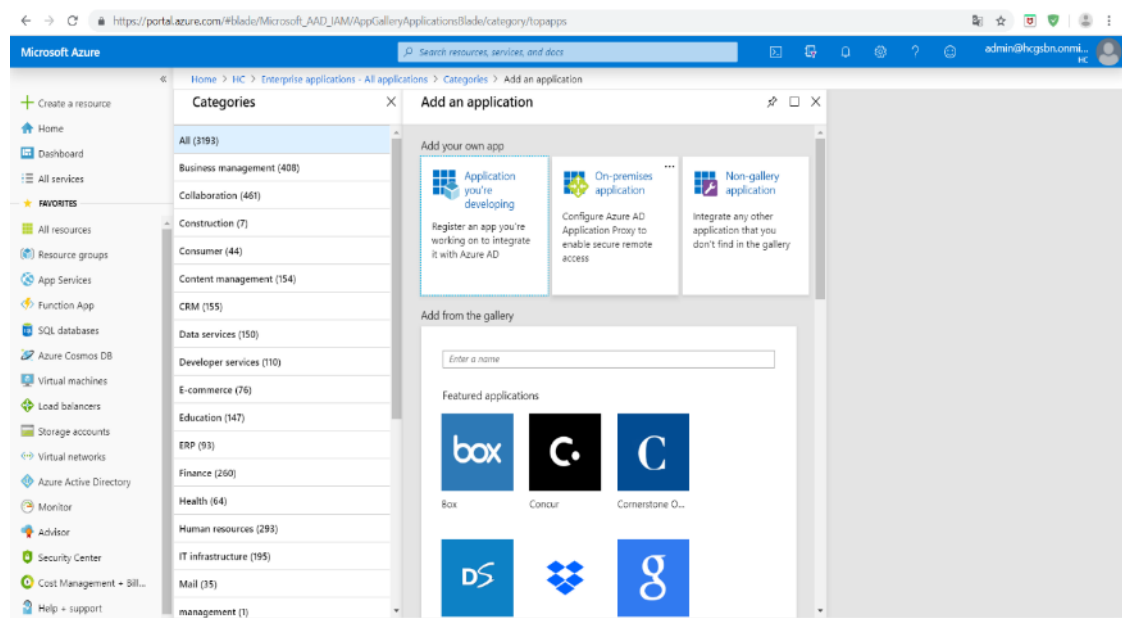 https://portal.azure.com/#blade/Microsoft_AAD_IAM/AppGalleryApplicationsBlade/category/topapps
Microsoft Azure
Search resources, services, and docs
admin@hcgsbn.onmi...
HC
Home > HC > Enterprise applications - All applications > Categories > Add an application
Create a resource
Home
Dashboard
All services
FAVORITES
All resources
Resource groups
App Services
Function App
SQL databases
Azure Cosmos DB
Virtual machines
Load balancers
Storage accounts
Virtual networks
Azure Active Directory
Monitor
Advisor
Security Center
Cost Management + Bill...
Help + support
Categories
All (3193)
Business management (408)
Collaboration (461)
Construction (7)
Consumer (44)
Content management (154)
CRM (155)
Data services (150)
Developer services (110)
E-commerce (76)
Education (147)
ERP (93)
Finance (260)
Health (64)
Human resources (293)
IT infrastructure (195)
Mail (35)
management (1)
Add an application
Add your own app
Application
you're
developing
Register an app you're
working on to integrate
it with Azure AD
On-premises
application
Configure Azure AD
Application Proxy to
enable secure remote
access
Non-gallery
application
Integrate any other
application that you
don't find in the gallery
Add from the gallery
Enter a name
Featured applications
box
C.
C
Box
Concur
Cornerstone O...
DS
g